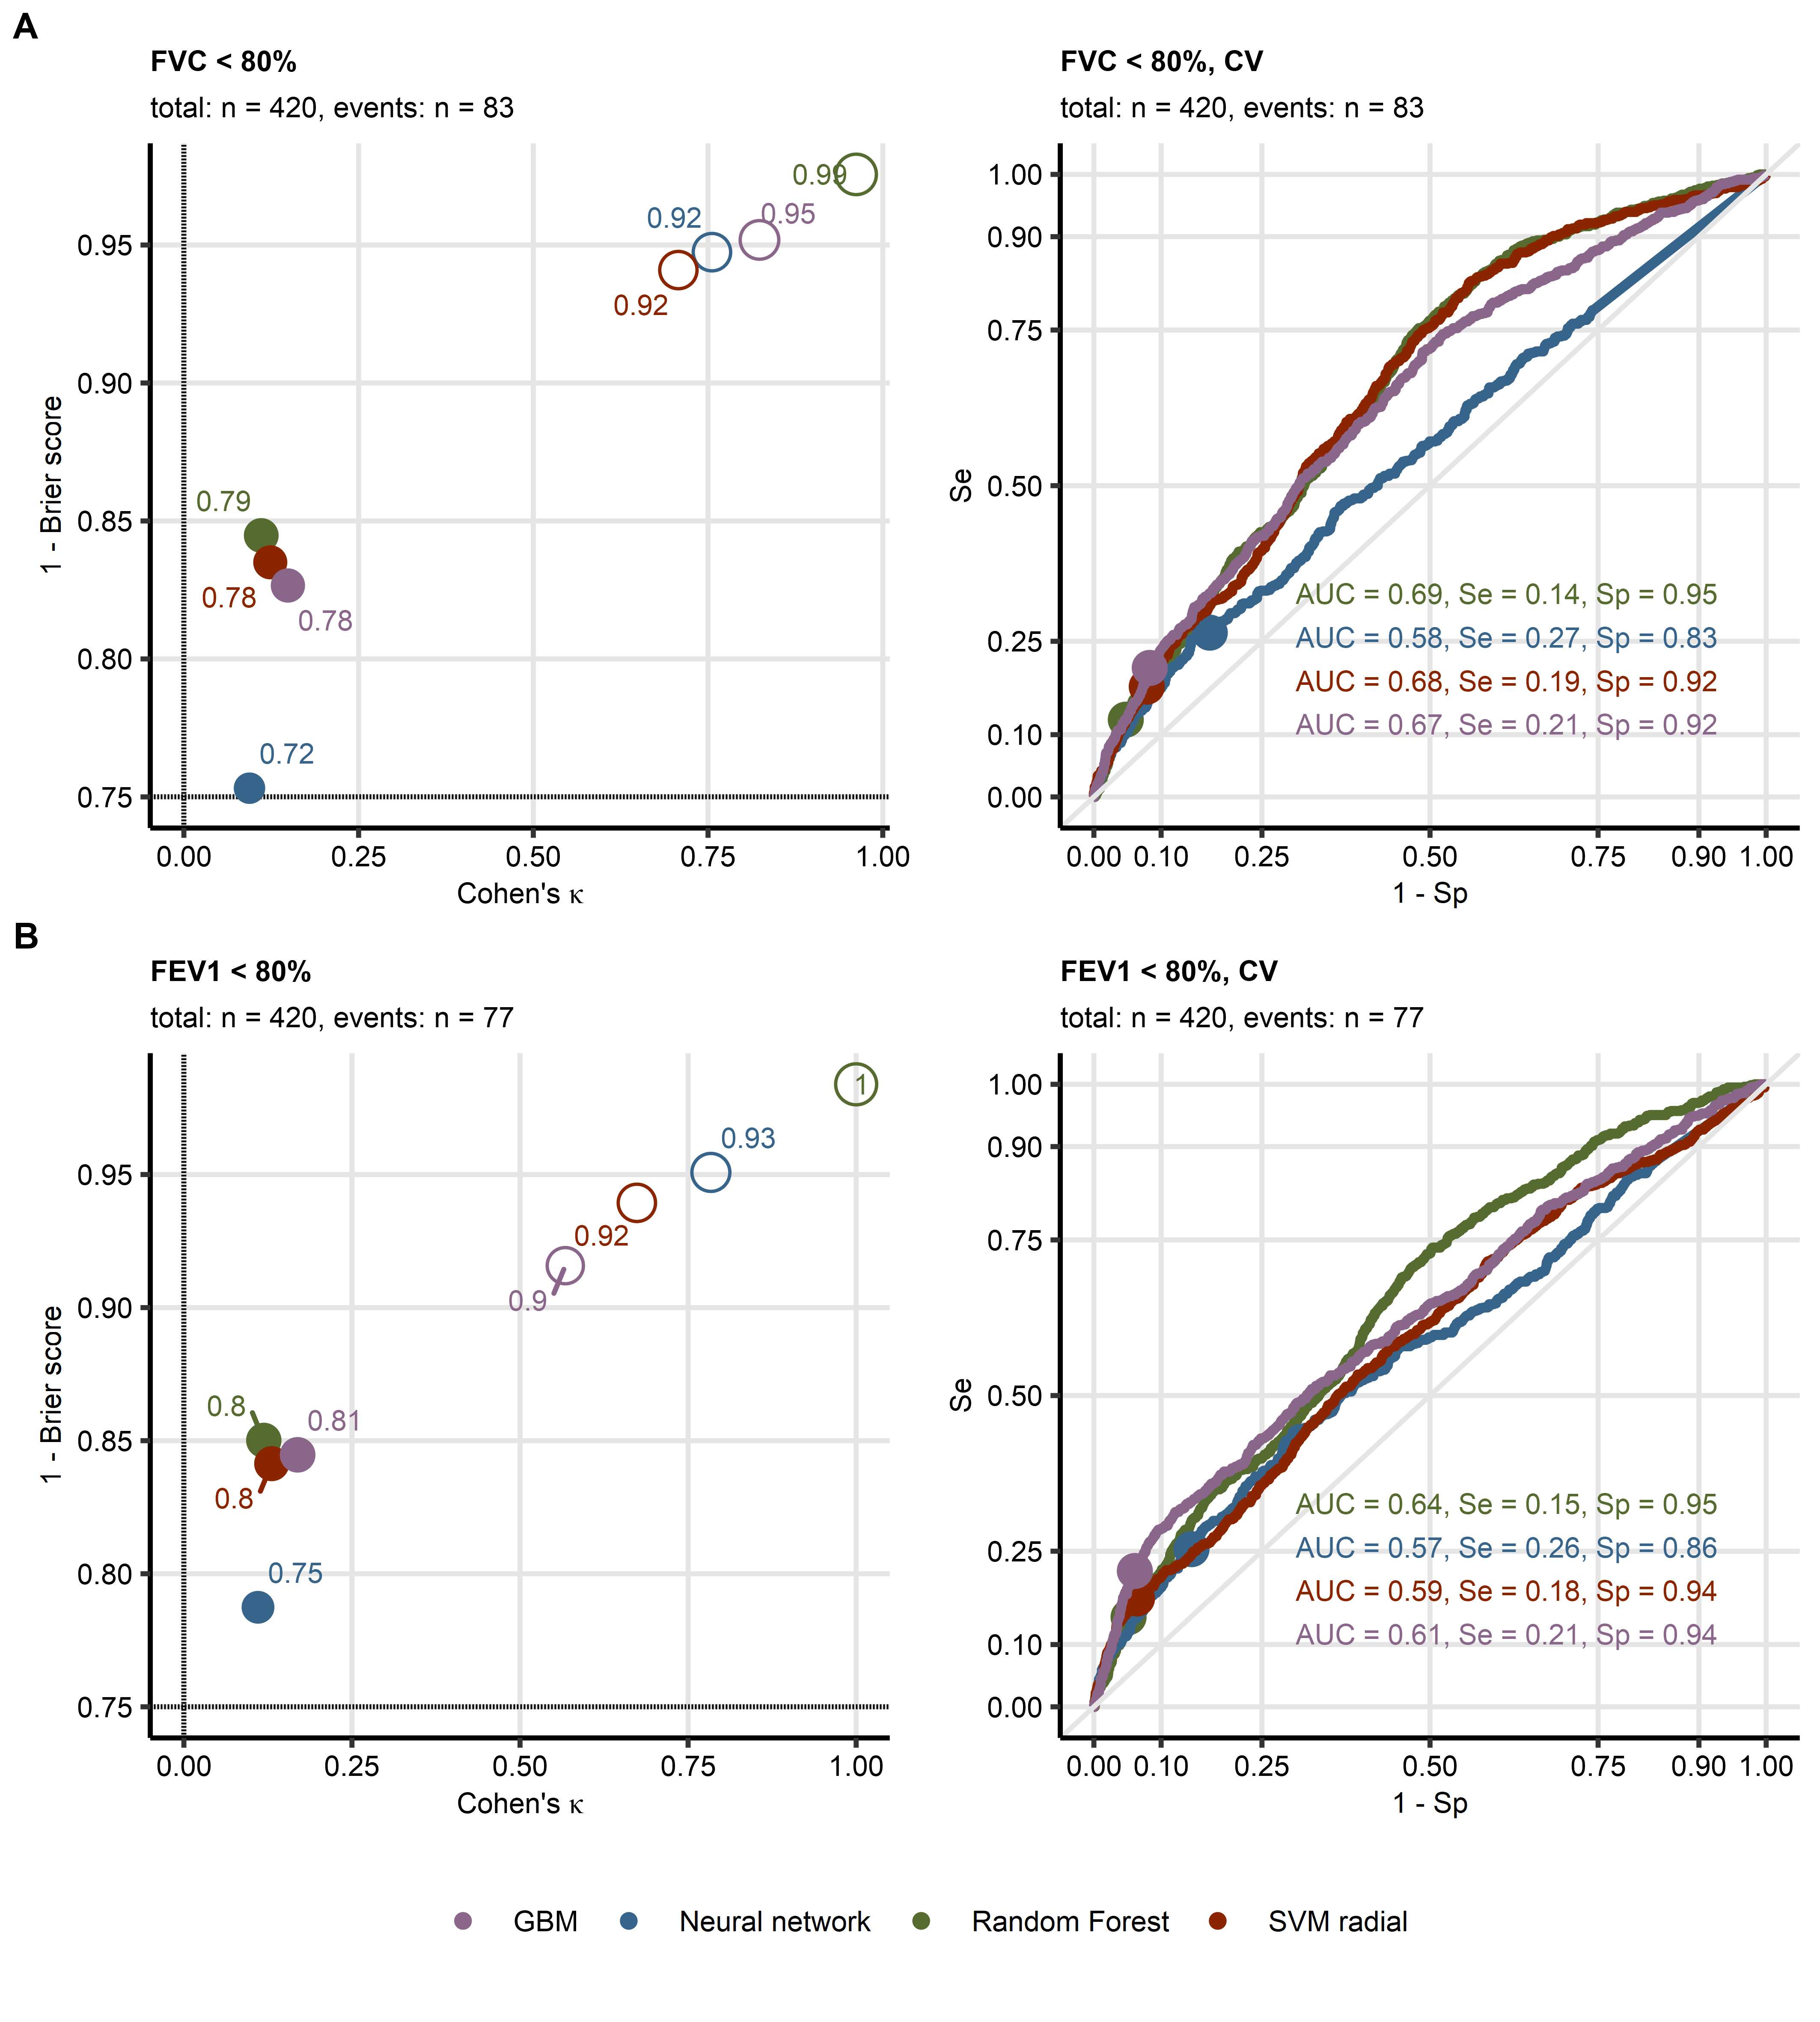 A
FVC < 80%
total: n = 420, events: n = 83
1 - Brier score
0.95
0.90
0.85
0.80
0.75
0.99
0.95
0.92
0.92
0.79
0.78
0.78
0.72
0.00 0.25 0.50 0.75 1.00
Cohen's κ
FVC < 80%, CV
total: n = 420, events: n = 83
Se
1.00
0.90
0.75
0.50
0.25
0.10
0.00
AUC = 0.69, Se = 0.14, Sp = 0.95
AUC = 0.58, Se = 0.27, Sp = 0.83
AUC = 0.68, Se = 0.19, Sp = 0.92
AUC = 0.67, Se = 0.21, Sp = 0.92
0.00 0.10 0.25 0.50 0.75 0.90 1.00
1 - Sp
B
FEV1 < 80%
total: n = 420, events: n = 77
1 - Brier score
0.95
0.90
0.85
0.80
0.75
1
0.93
0.92
0.9
0.8
0.81
0.8
0.75
0.00 0.25 0.50 0.75 1.00
Cohen's κ
FEV1 < 80%, CV
total: n = 420, events: n = 77
Se
1.00
0.90
0.75
0.50
0.25
0.10
0.00
AUC = 0.64, Se = 0.15, Sp = 0.95
AUC = 0.57, Se = 0.26, Sp = 0.86
AUC = 0.59, Se = 0.18, Sp = 0.94
AUC = 0.61, Se = 0.21, Sp = 0.94
0.00 0.10 0.25 0.50 0.75 0.90 1.00
1 - Sp
GBM Neural network Random Forest SVM radial